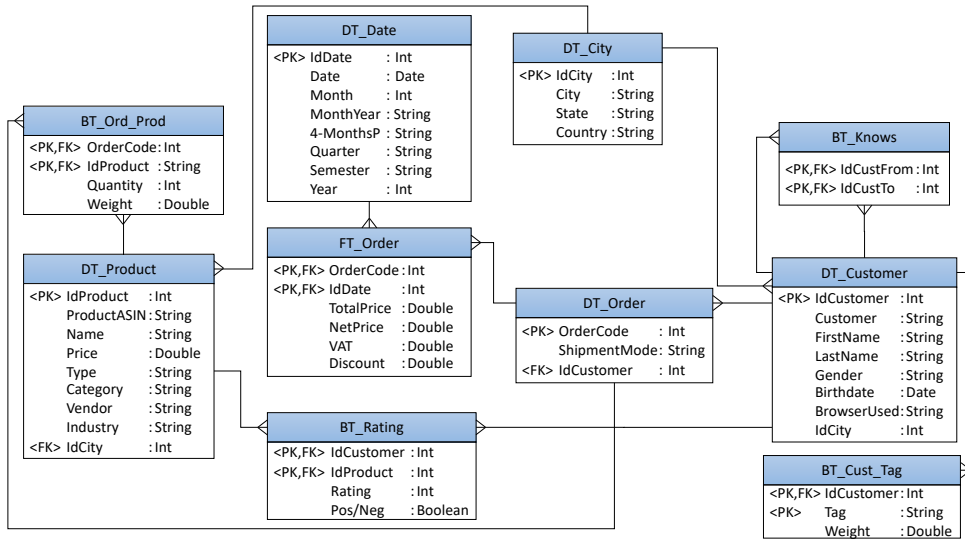 DT_Date
<PK> IdDate : Int
Date : Date
Month : Int
MonthYear : String
4-MonthsP : String
Quarter : String
Semester : String
Year : Int
DT_City
<PK> IdCity : Int
City : String
State : String
Country : String
BT_Ord_Prod
<PK,FK> OrderCode : Int
<PK,FK> IdProduct : String
Quantity : Int
Weight : Double
BT_Knows
<PK,FK> IdCustFrom : Int
<PK,FK> IdCustTo : Int
DT_Product
<PK> IdProduct : Int
ProductASIN : String
Name : String
Price : Double
Type : String
Category : String
Vendor : String
Industry : String
<FK> IdCity : Int
FT_Order
<PK,FK> OrderCode : Int
<PK,FK> IdDate : Int
TotalPrice : Double
NetPrice : Double
VAT : Double
Discount : Double
DT_Order
<PK> OrderCode : Int
ShipmentMode : String
<FK> IdCustomer : Int
DT_Customer
<PK> IdCustomer : Int
Customer : String
FirstName : String
LastName : String
Gender : String
Birthdate : Date
BrowserUsed : String
IdCity : Int
BT_Rating
<PK,FK> IdCustomer : Int
<PK,FK> IdProduct : Int
Rating : Int
Pos/Neg : Boolean
BT_Cust_Tag
<PK,FK> IdCustomer : Int
<PK> Tag : String
Weight : Double